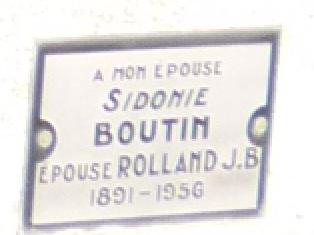 A MON EPOUSE
SIDONIE
BOUTIN
EPOUSE ROLLAND J.B
1891-1956